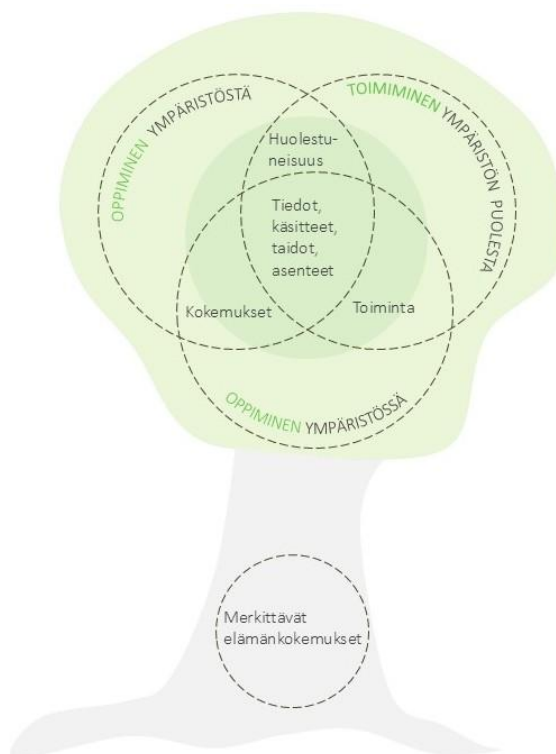 OPPIMINEN YMPÄRISTÖSTÄ
TOIMIMINEN YMPÄRISTÖN PUOLESTA
Huolestu-
neisuus
Tiedot,
käsitteet,
taidot,
asenteet
Kokemukset
Toiminta
OPPIMINEN YMPÄRISTÖSSÄ
Merkittävät
elämänkokemukset